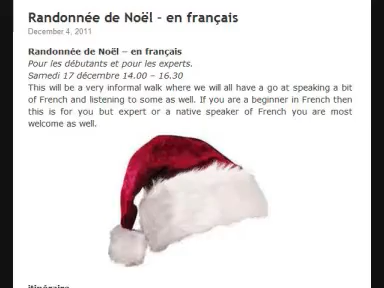 Randonnée de Noël – en français
December 4, 2011
Randonnée de Noël – en français
Pour les débutants et pour les experts.
Samedi 17 décembre 14.00 – 16.30
This will be a very informal walk where we will all have a go at speaking a bit
of French and listening to some as well. If you are a beginner in French then
this is for you but expert or a native speaker of French you are most
welcome as well.
itinéraire